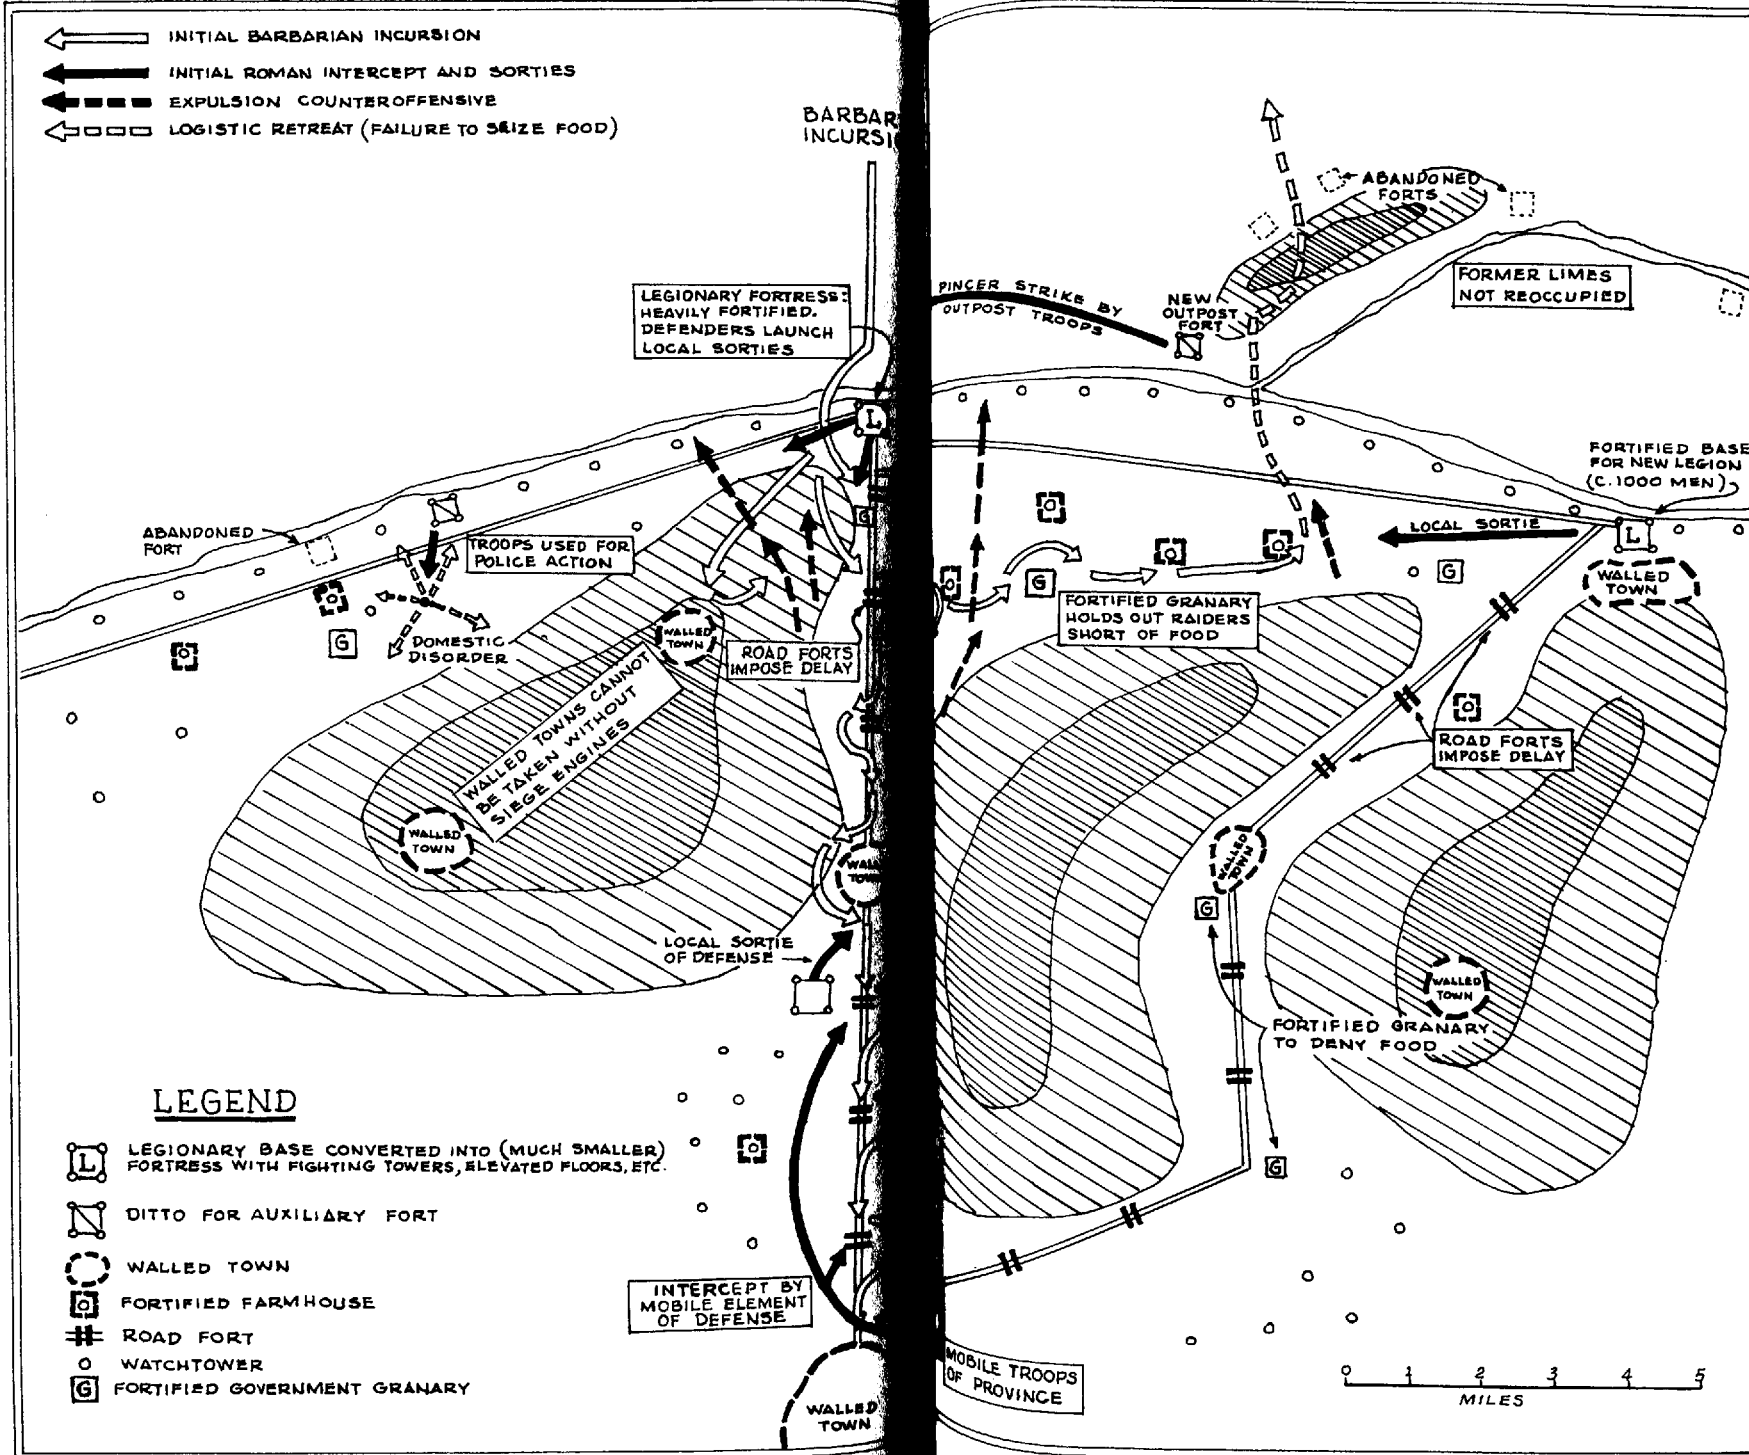 INITIAL BARBARIAN INCURSION
INITIAL ROMAN INTERCEPT AND SORTIES
EXPULSION COUNTEROFFENSIVE
LOGISTIC RETREAT (FAILURE TO SEIZE FOOD)
BARBAR
INCURSI
LEGIONARY FORTRESS:
HEAVILY FORTIFIED.
DEFENDERS LAUNCH
LOCAL SORTIES
L
ABANDONED
FORT
TROOPS USED FOR
POLICE ACTION
G
G
DOMESTIC
DISORDER
WALLED
TOWN
ROAD FORTS
IMPOSE DELAY
WALLED TOWNS CANNOT
BE TAKEN WITHOUT
SIEGE ENGINES
WALLED
TOWN
WALL
TOW
LOCAL SORTIE
OF DEFENSE
INTERCEPT BY
MOBILE ELEMENT
OF DEFENSE
WALLED
TOWN
LEGEND
L LEGIONARY BASE CONVERTED INTO (MUCH SMALLER)
FORTRESS WITH FIGHTING TOWERS, ELEVATED FLOORS, ETC.
DITTO FOR AUXILIARY FORT
WALLED TOWN
FORTIFIED FARMHOUSE
ROAD FORT
WATCHTOWER
G FORTIFIED GOVERNMENT GRANARY
ABANDONED
FORTS
FORMER LIMES
NOT REOCCUPIED
PINCER STRIKE BY
OUTPOST TROOPS
NEW
OUTPOST
FORT
FORTIFIED BASE
FOR NEW LEGION
(C.1000 MEN)
LOCAL SORTIE
L
G
G
WALLED
TOWN
FORTIFIED GRANARY
HOLDS OUT RAIDERS
SHORT OF FOOD
ROAD FORTS
IMPOSE DELAY
WALLED
TOWN
G
WALLED
TOWN
FORTIFIED GRANARY
TO DENY FOOD
G
MOBILE TROOPS
OF PROVINCE
0 1 2 3 4 5
MILES